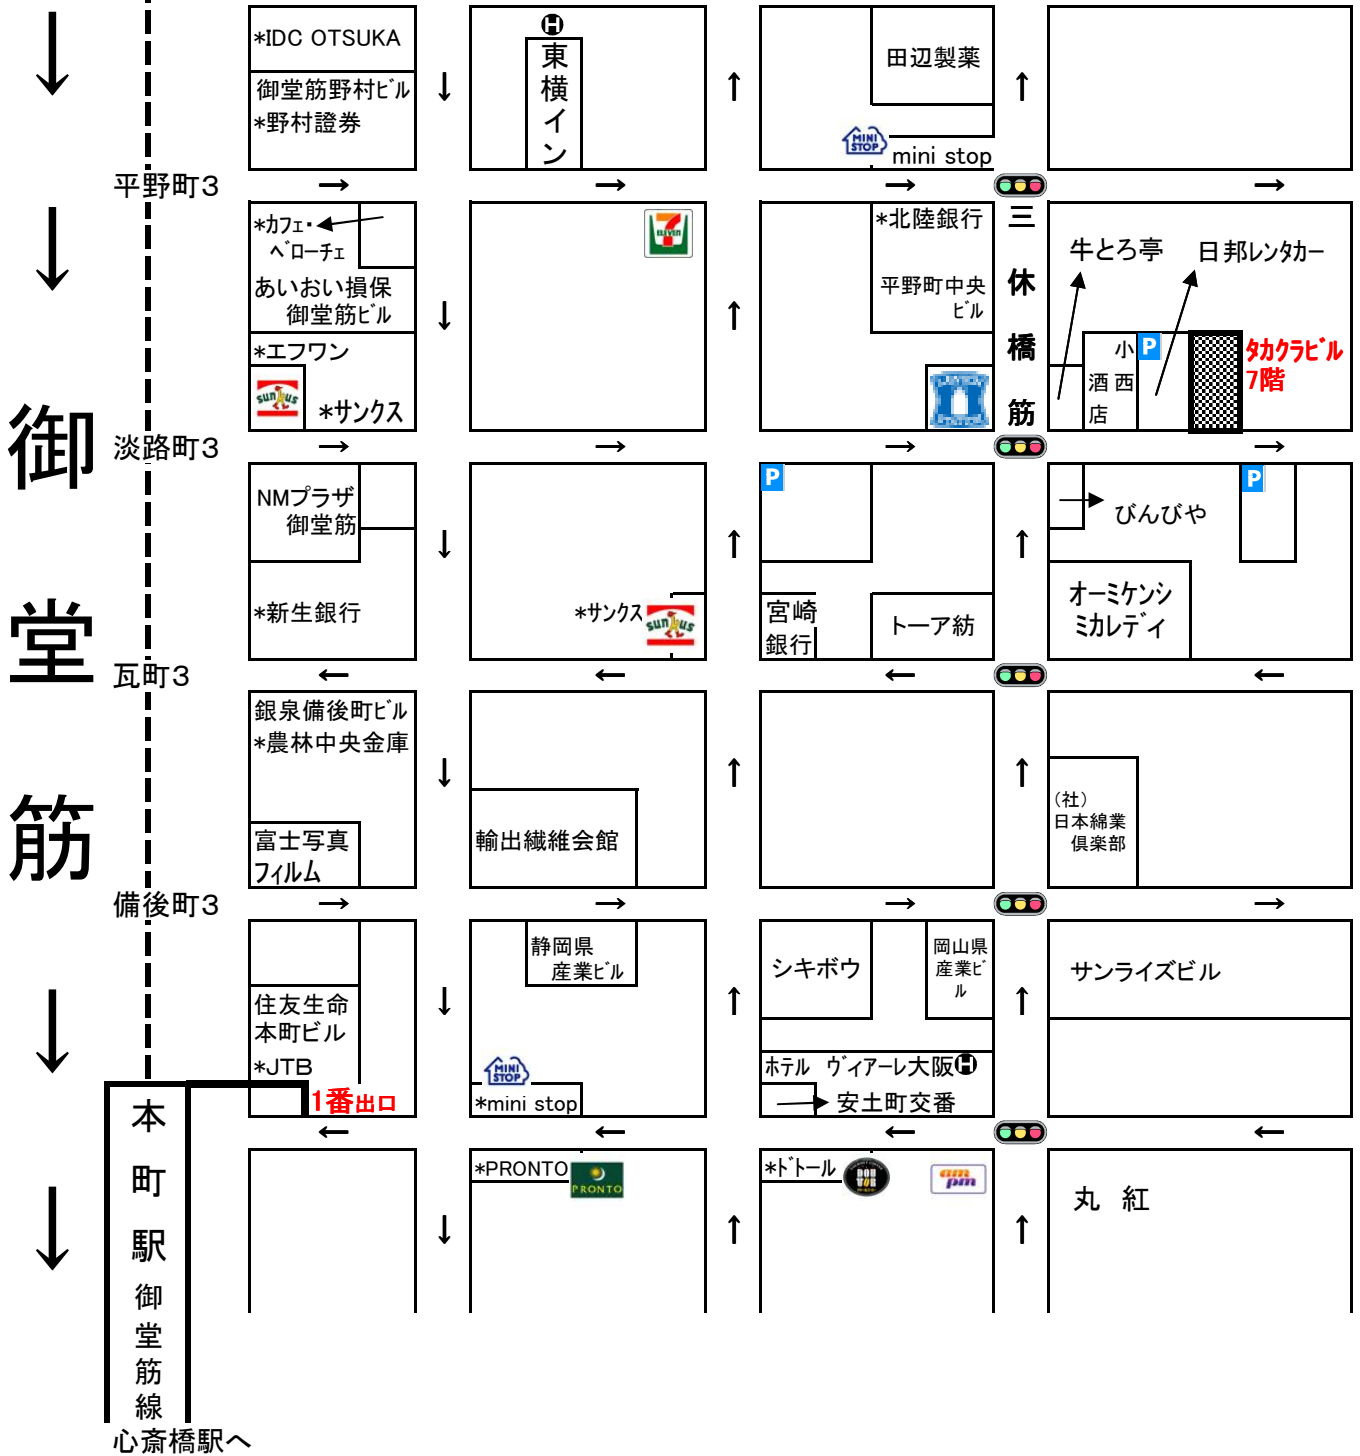 *IDC OTSUKA
御堂筋野村ビル
*野村證券
H
東横イン
田辺製薬
MINI STOP
mini stop
平野町3
*カフェ・
ベローチェ
あいおい損保
御堂筋ビル
*エフワン
sunkus
*サンクス
7
ELEVEN
*北陸銀行
平野町中央
ビル
LAWSON
三休橋筋
牛とろ亭
日邦レンタカー
小西酒店
P
タカクラビル
7階
淡路町3
御堂筋
NMプラザ
御堂筋
*新生銀行
*サンクス
sunkus
P
宮崎
銀行
トーア紡
びんびや
P
オーミケンシ
ミカレディ
瓦町3
銀泉備後町ビル
*農林中央金庫
富士写真
フィルム
輸出繊維会館
(社)
日本綿業
倶楽部
備後町3
住友生命
本町ビル
*JTB
1番出口
静岡県
産業ビル
MINI STOP
*mini stop
シキボウ
岡山県
産業ビ
ル
ホテル ヴィアーレ大阪
H
安土町交番
サンライズビル
本町駅
御堂筋線
心斎橋駅へ
*PRONTO
PRONTO
*ドトール
DOUTOR
am pm
丸 紅